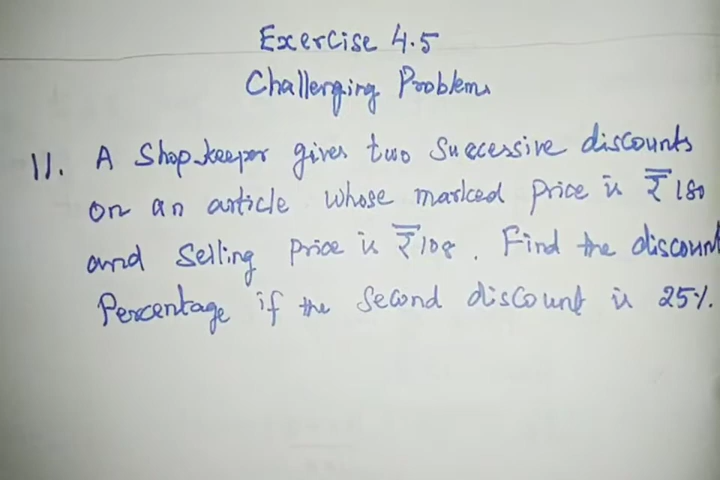 Exercise 4.5
Challenging Problems
11. A Shopkeeper gives two Successive discounts
on an article whose marked price is ₹180
and Selling price is ₹108. Find the discount
Percentage if the second discount is 25%.